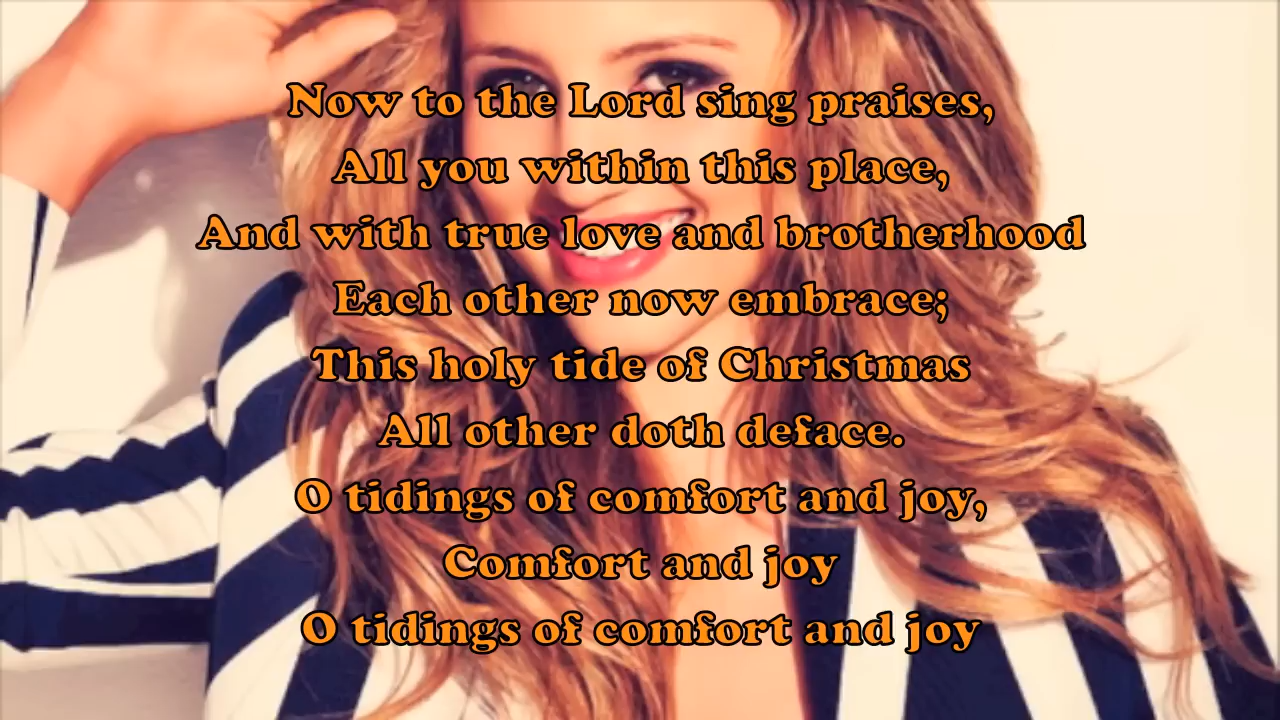 Now to the Lord sing praises,
All you within this place,
And with true love and brotherhood
Each other now embrace;
This holy tide of Christmas
All other doth deface.
O tidings of comfort and joy,
Comfort and joy
O tidings of comfort and joy